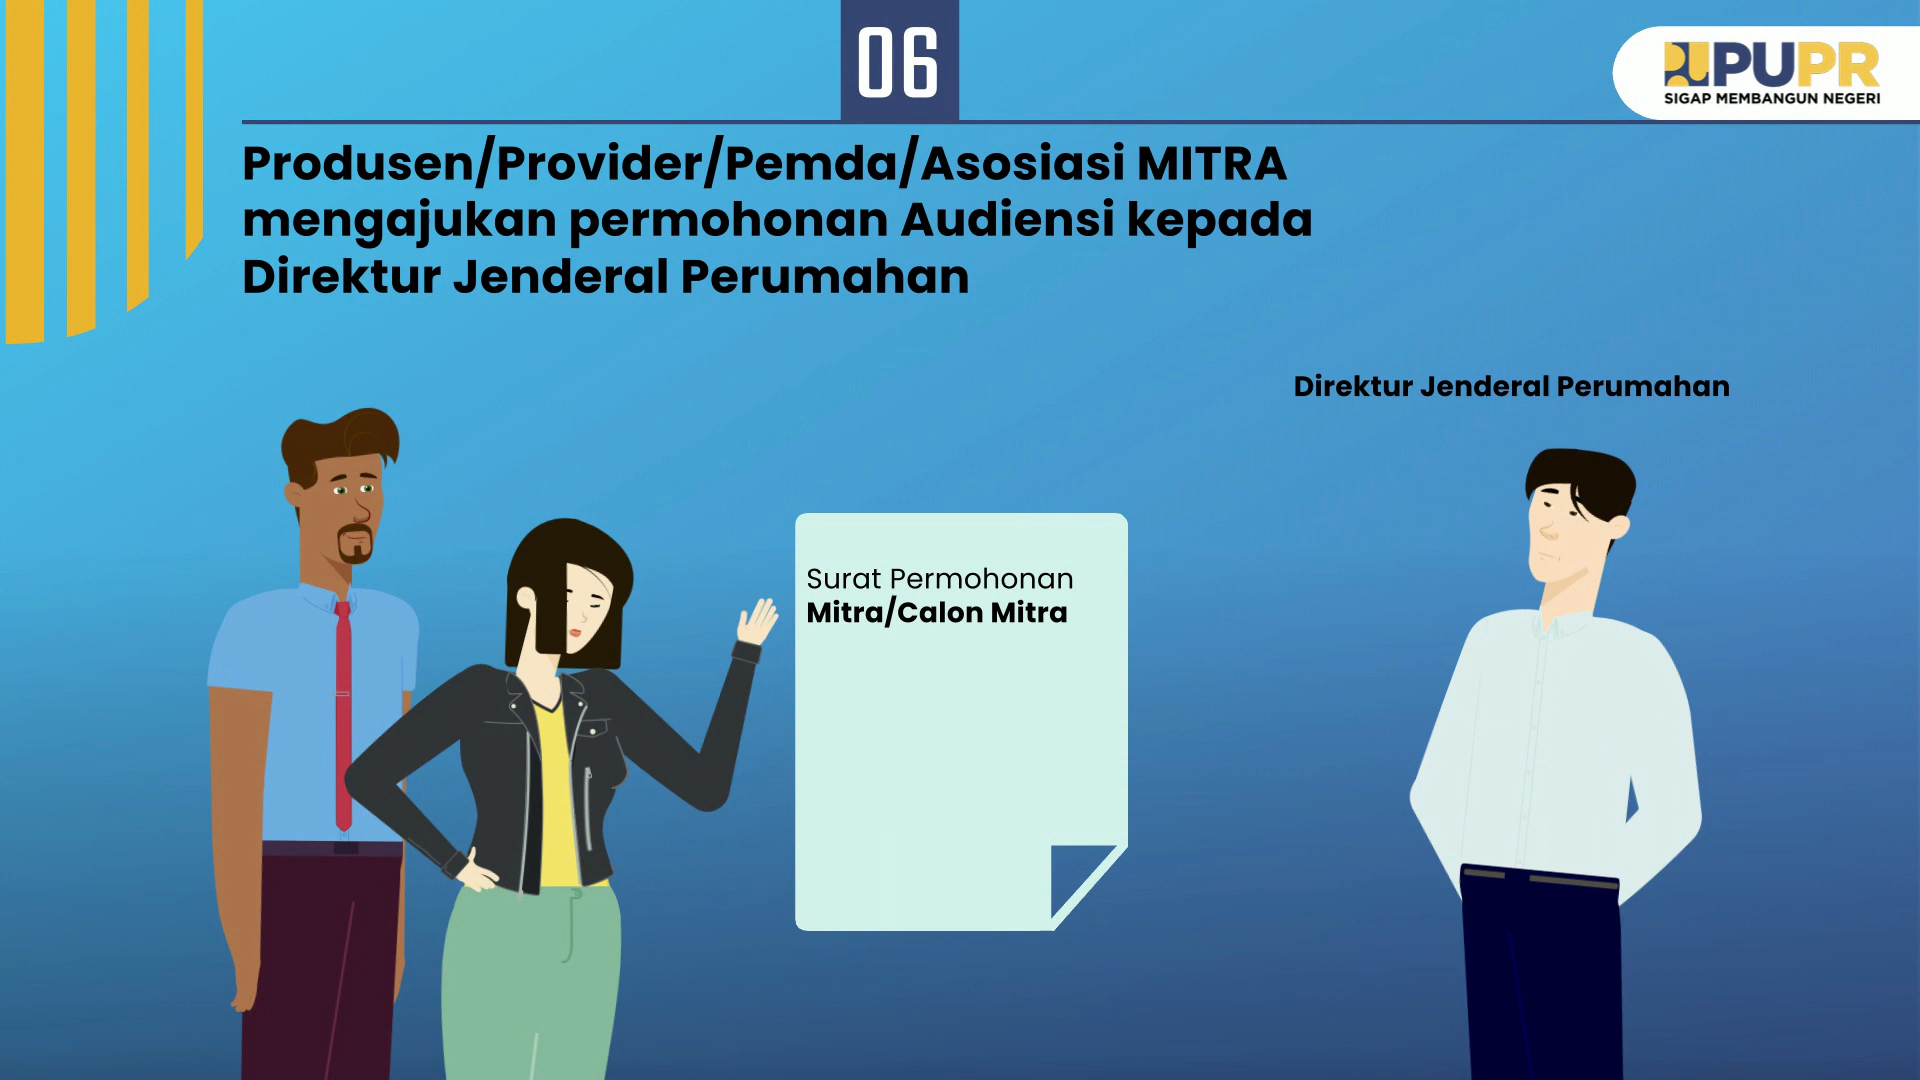 06
PUPR
SIGAP MEMBANGUN NEGERI
Produsen/Provider/Pemda/Asosiasi MITRA
mengajukan permohonan Audiensi kepada
Direktur Jenderal Perumahan
Direktur Jenderal Perumahan
Surat Permohonan
Mitra/Calon Mitra